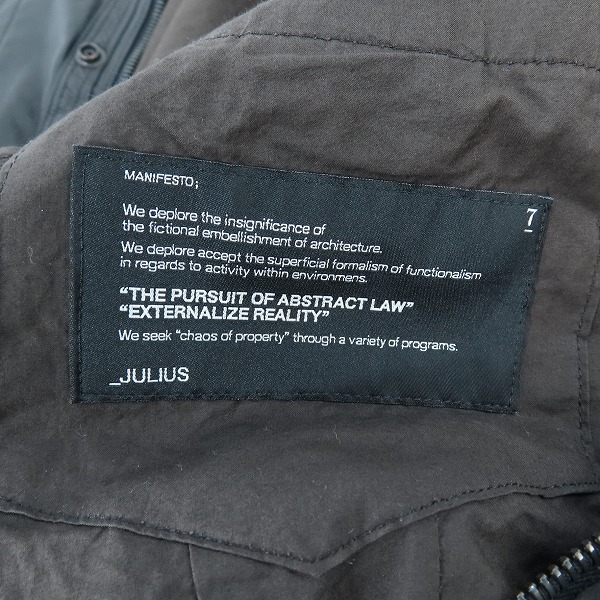 MANIFESTO;
7
We deplore the insignificance of
the fictional embellishment of architecture.
We deplore accept the superficial formalism of functionalism
in regards to activity within environmens.
“THE PURSUIT OF ABSTRACT LAW”
“EXTERNALIZE REALITY”
We seek “chaos of property” through a variety of programs.
_JULIUS